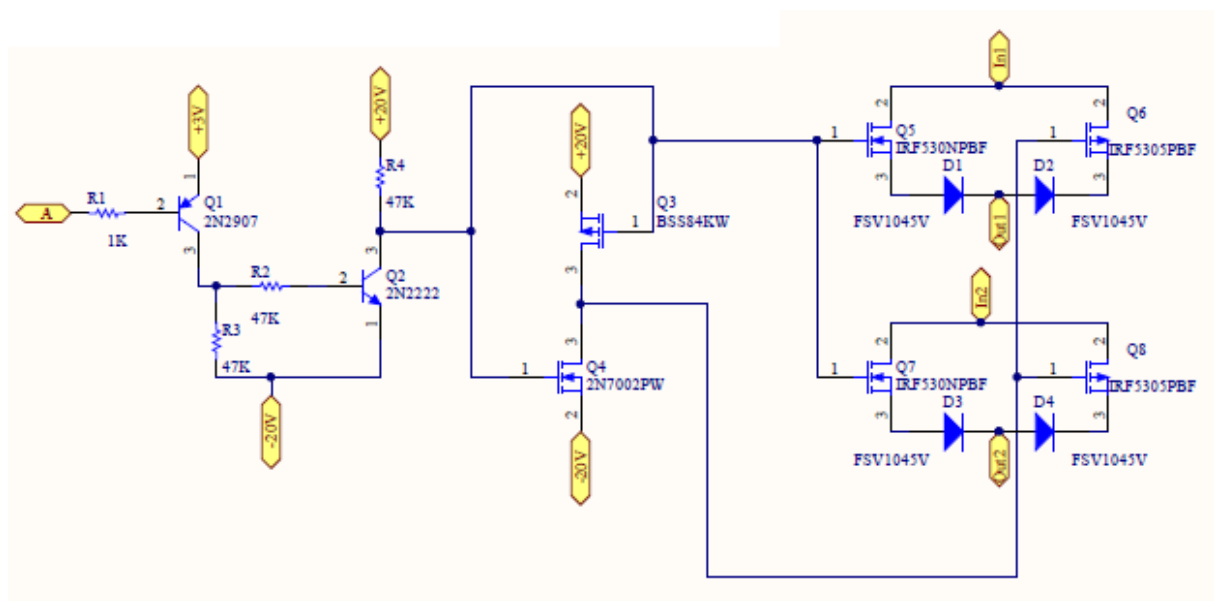 A
R1
1K
+3V
1
2
Q1
2N2907
3
R2
47K
R3
47K
-20V
+20V
R4
47K
3
2
Q2
2N2222
1
+20V
2
Q3
BSS84KW
1
3
3
1
Q4
2N7002PW
2
-20V
In1
2
1
Q5
IRF530NPBF
3
D1
FSV1045V
Out1
D2
FSV1045V
2
1
Q6
IRF5305PBF
3
In2
2
1
Q7
IRF530NPBF
3
D3
FSV1045V
Out2
D4
FSV1045V
2
1
Q8
IRF5305PBF
3